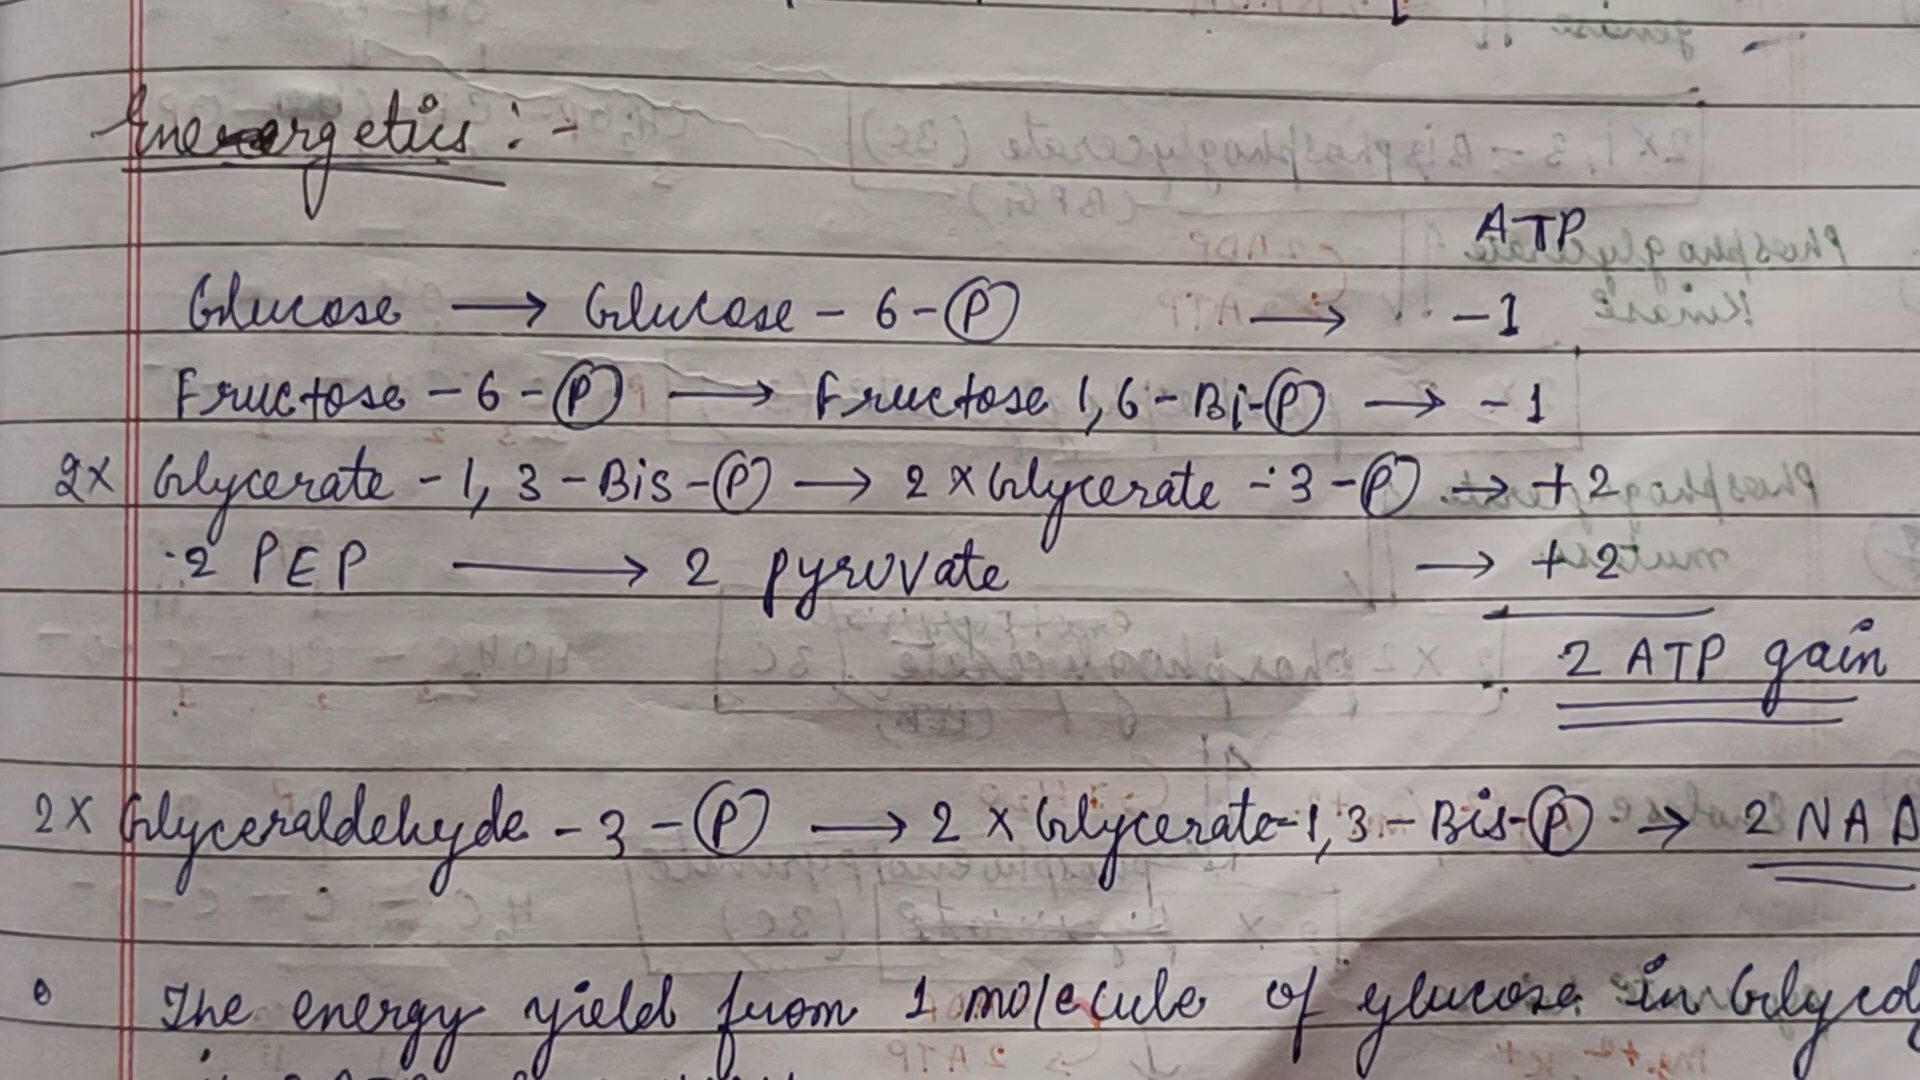 Energetics :-
ATP
Glucose → Glucose - 6 - Ⓟ → -1
Fructose - 6 - Ⓟ → Fructose 1,6 - Bi-Ⓟ → -1
2x Glycerate - 1, 3 - Bis - Ⓟ → 2 x Glycerate - 3 - Ⓟ → +2
2 PEP → 2 pyruvate → +2
2 ATP gain
2x Glyceraldehyde - 3 - Ⓟ → 2 x Glycerate-1,3 - Bis-Ⓟ → 2 NAD
The energy yield from 1 molecule of glucose in Glycol